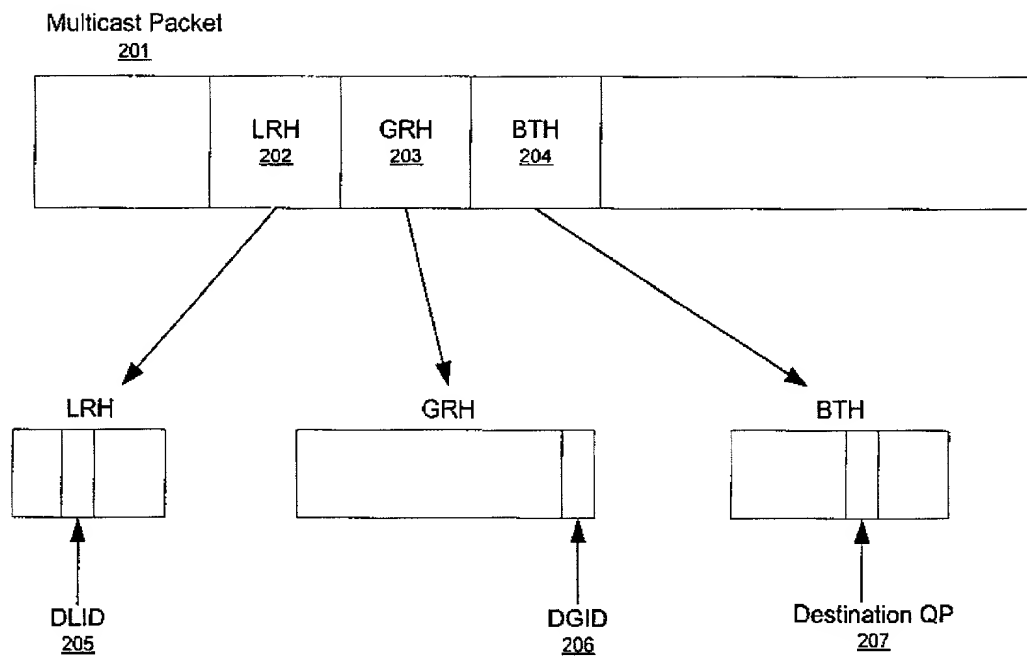 Multicast Packet
201
LRH
202
GRH
203
BTH
204
LRH
GRH
BTH
DLID
205
DGID
206
Destination QP
207